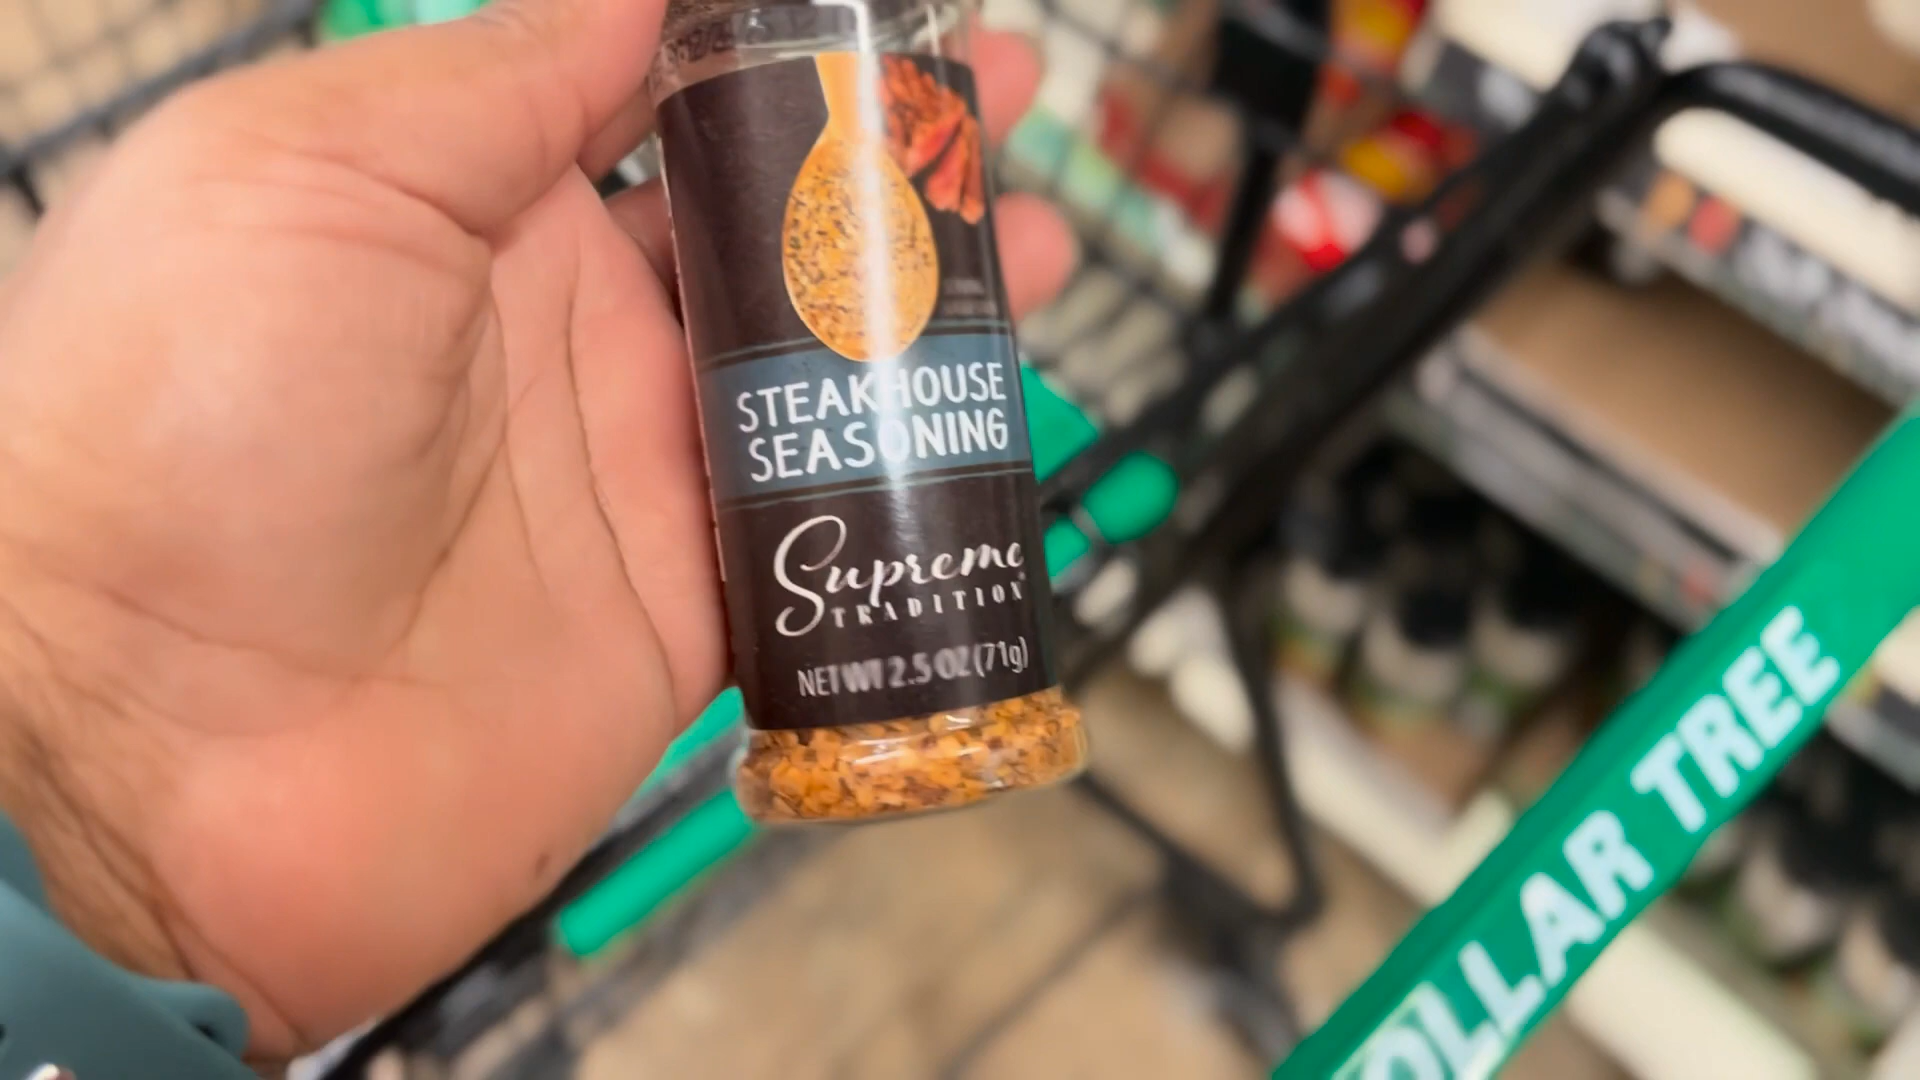 STEAKHOUSE
SEASONING
Supreme
TRADITION
NET WT 2.5 OZ (71g)
OLLAR TREE